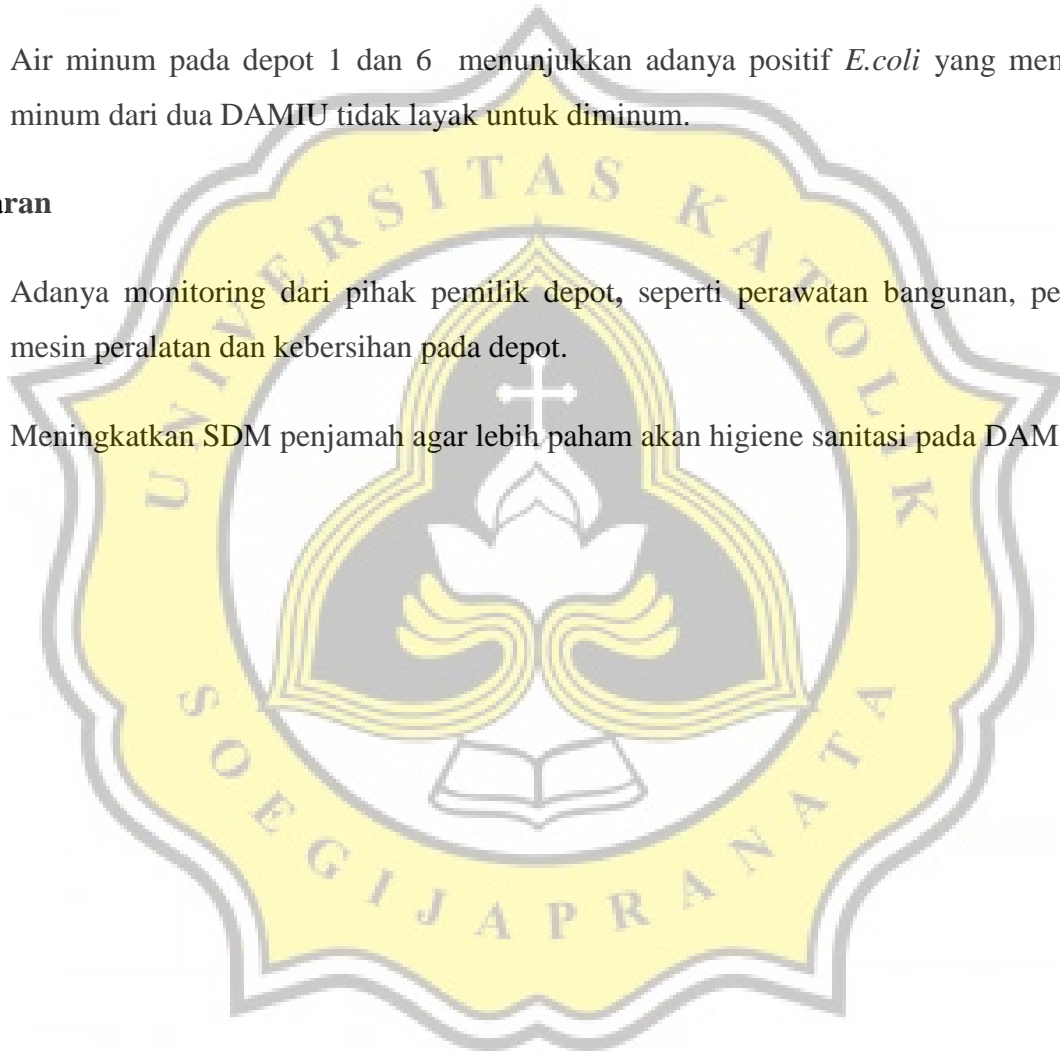 Air minum pada depot 1 dan 6 menunjukkan adanya positif E.coli yang men
minum dari dua DAMIU tidak layak untuk diminum.
aran
Adanya monitoring dari pihak pemilik depot, seperti perawatan bangunan, pe
mesin peralatan dan kebersihan pada depot.
Meningkatkan SDM penjamah agar lebih paham akan higiene sanitasi pada DAM
UNIVERSITAS KATOLIK
SOEGIJAPRANATA